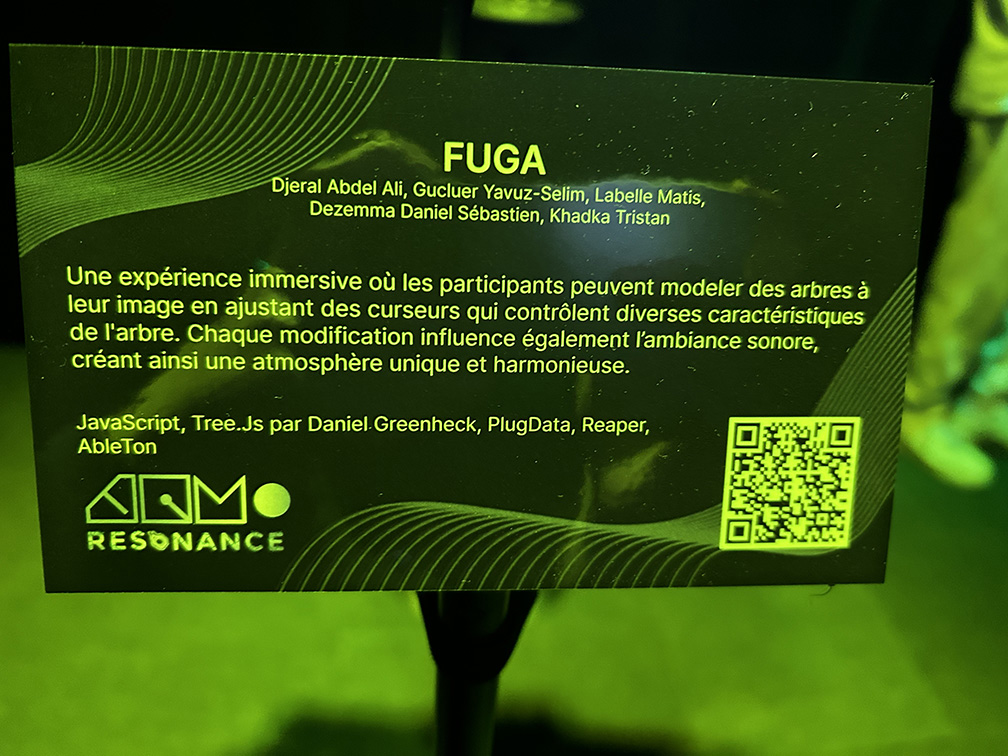 FUGA
Djeral Abdel Ali, Gucluer Yavuz-Selim, Labelle Matis,
Dezemma Daniel Sébastien, Khadka Tristan
Une expérience immersive où les participants peuvent modeler des arbres à
leur image en ajustant des curseurs qui contrôlent diverses caractéristiques
de l'arbre. Chaque modification influence également l’ambiance sonore,
créant ainsi une atmosphère unique et harmonieuse.
JavaScript, Tree.Js par Daniel Greenheck, PlugData, Reaper,
AbleTon
RESONANCE